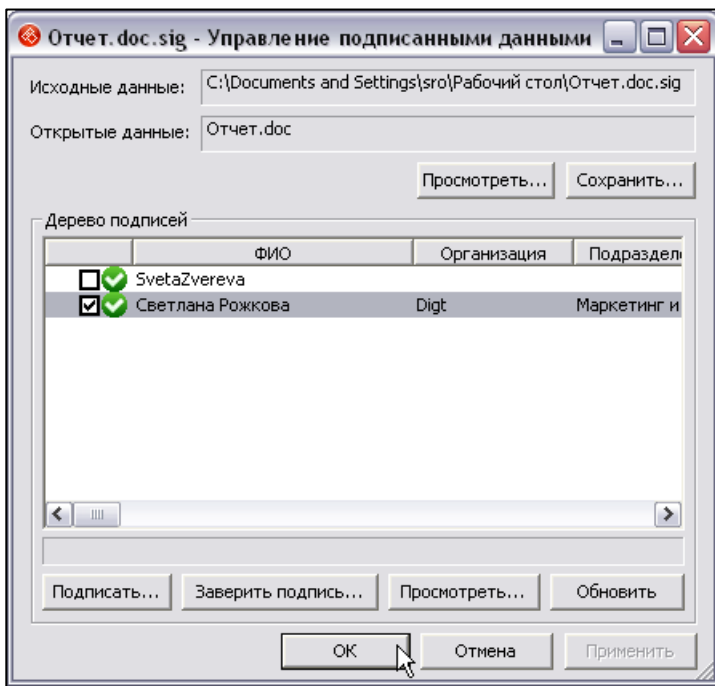 Отчет.doc.sig - Управление подписанными данными
Исходные данные: C:\Documents and Settings\sro\Рабочий стол\Отчет.doc.sig
Открытые данные: Отчет.doc
Просмотреть... Сохранить...
Дерево подписей
ФИО Организация Подраздел
SvetaZvereva
Светлана Рожкова Digt Маркетинг и
Подписать... Заверить подпись... Просмотреть... Обновить
OK Отмена Применить